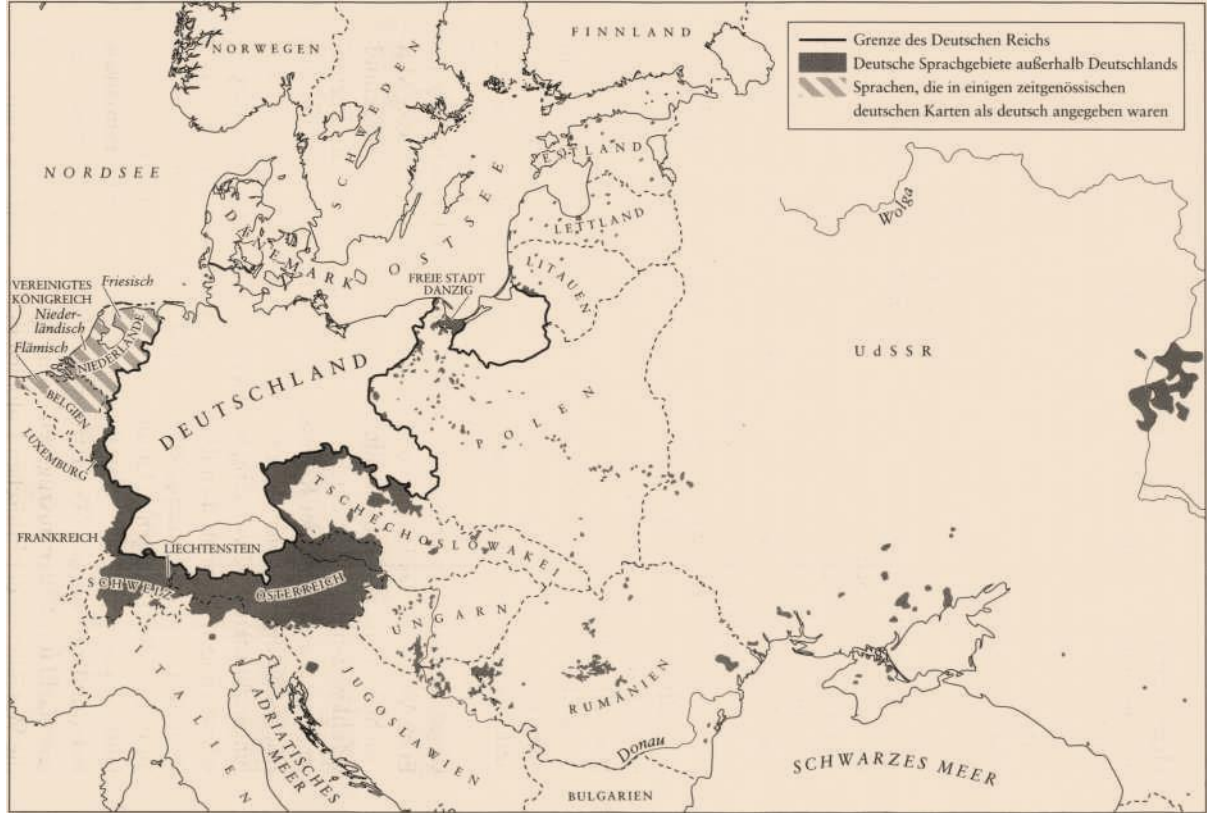 Grenze des Deutschen Reichs
Deutsche Sprachgebiete außerhalb Deutschlands
Sprachen, die in einigen zeitgenössischen
deutschen Karten als deutsch angegeben waren
NORWEGEN
FINNLAND
SCHWEDEN
ESTLAND
NORDSEE
Wolga
LETTLAND
DÄNEMARK
OSTSEE
LITAUEN
FREIE STADT
DANZIG
VEREINIGTES
KÖNIGREICH
Friesisch
Nieder-
ländisch
Flämisch
NIEDERLANDE
UdSSR
DEUTSCHLAND
BELGIEN
POLEN
LUXEMBURG
TSCHECHOSLOWAKEI
FRANKREICH
LIECHTENSTEIN
SCHWEIZ
ÖSTERREICH
UNGARN
ITALIEN
JUGOSLAWIEN
RUMÄNIEN
ADRIATISCHES
MEER
Donau
SCHWARZES MEER
BULGARIEN